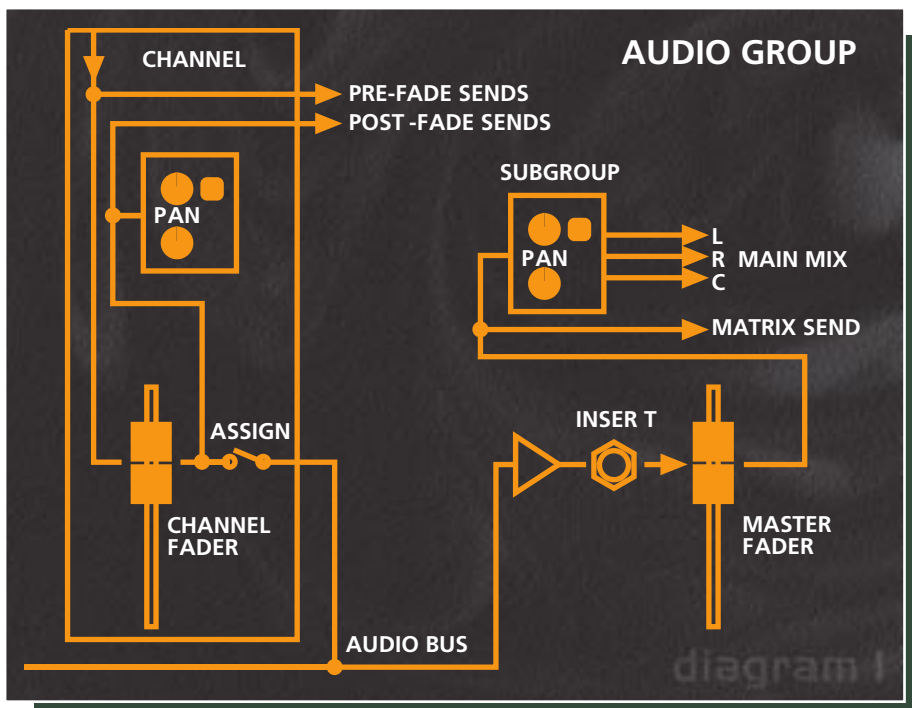 AUDIO GROUP
CHANNEL
PRE-FADE SENDS
POST -FADE SENDS
SUBGROUP
PAN
PAN
L
R MAIN MIX
C
MATRIX SEND
ASSIGN
INSER T
CHANNEL
FADER
MASTER
FADER
AUDIO BUS
diagram I